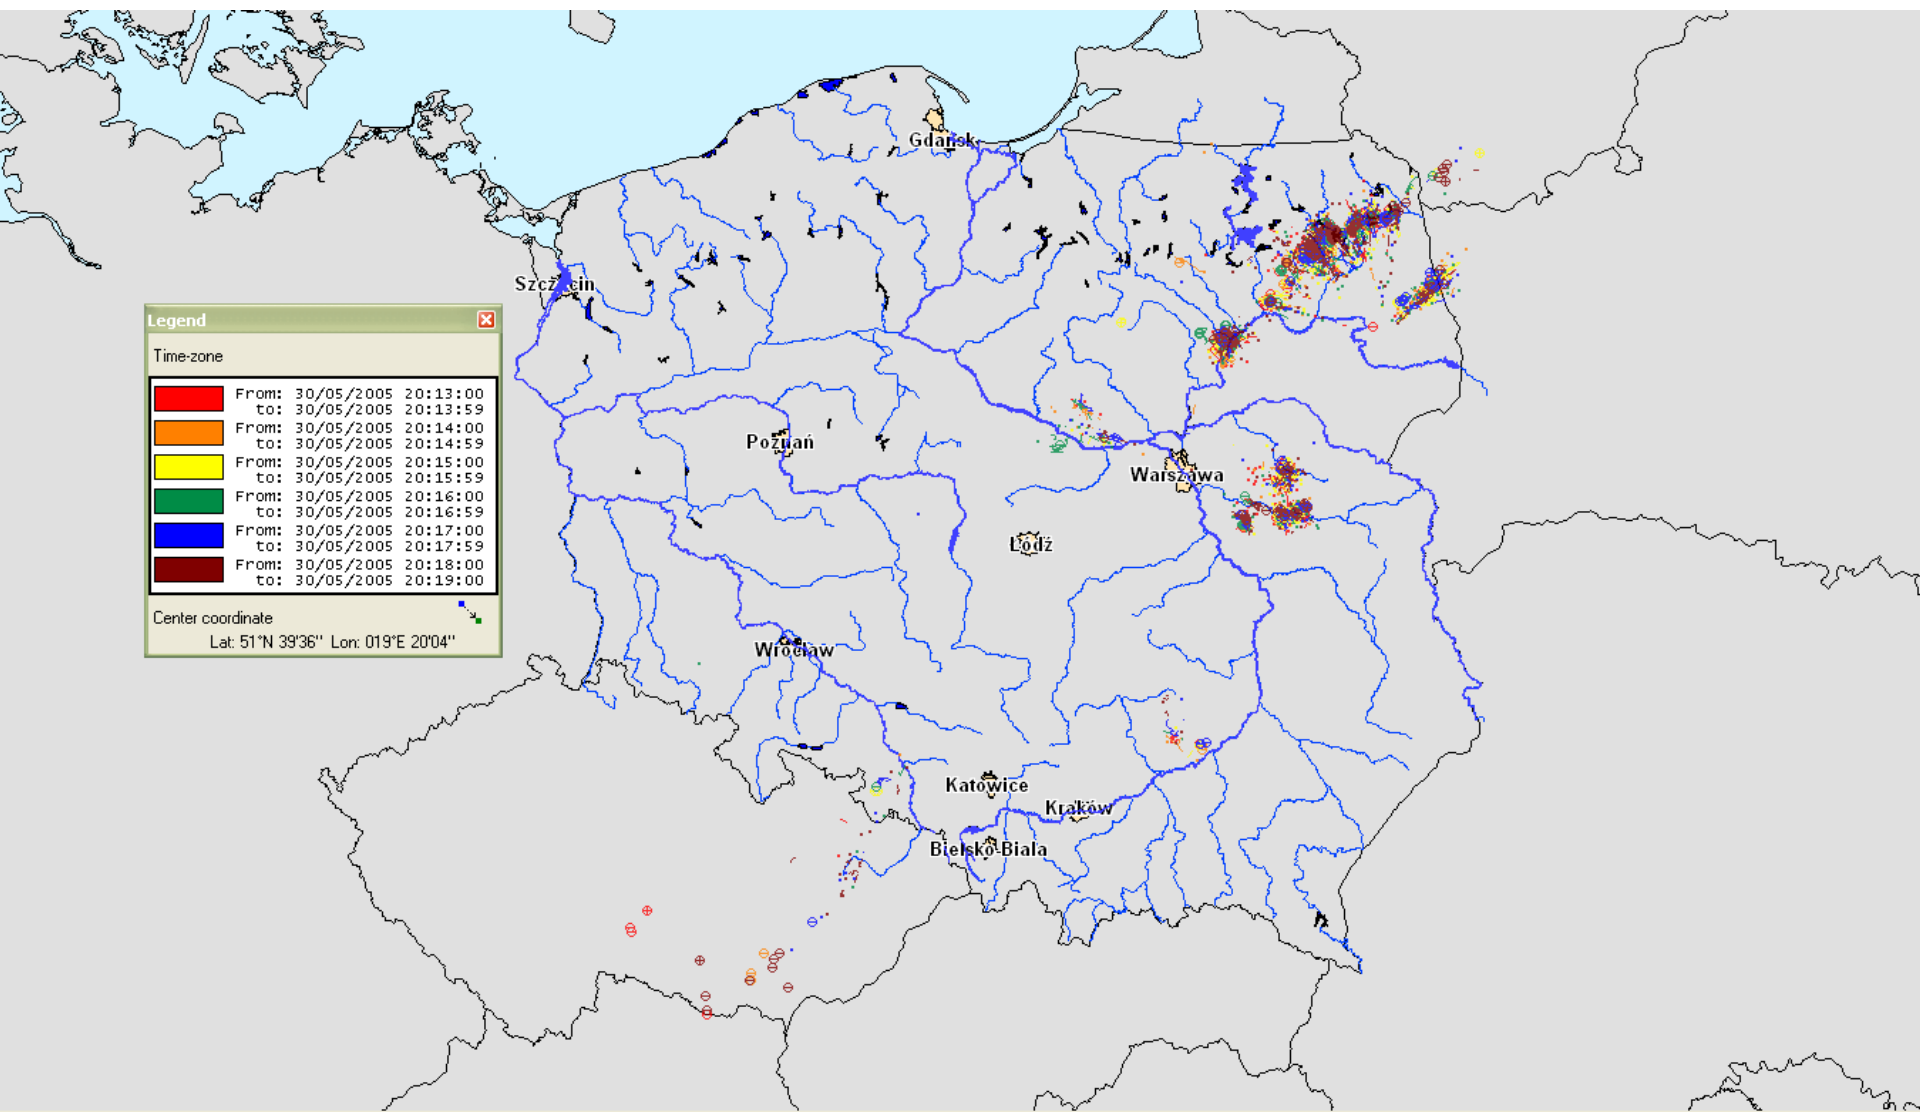 Gdańsk
Szcz cin
Legend
Time-zone
From: 30/05/2005 20:13:00
to: 30/05/2005 20:13:59
From: 30/05/2005 20:14:00
to: 30/05/2005 20:14:59
From: 30/05/2005 20:15:00
to: 30/05/2005 20:15:59
From: 30/05/2005 20:16:00
to: 30/05/2005 20:16:59
From: 30/05/2005 20:17:00
to: 30/05/2005 20:17:59
From: 30/05/2005 20:18:00
to: 30/05/2005 20:19:00
Center coordinate
Lat: 51°N 39'36" Lon: 019°E 20'04"
Poznań
Warszawa
Łódź
Wrocław
Katowice
Kraków
Bielsko-Biala